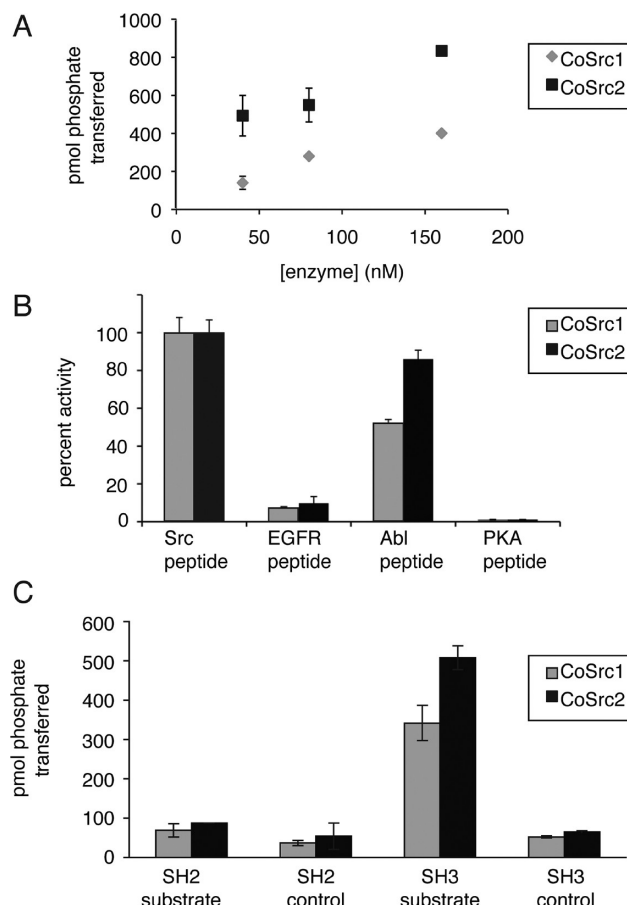 A
pmol phosphate
transferred
1000
800
600
400
200
0
0
50
100
150
200
[enzyme] (nM)
CoSrc1
CoSrc2
B
percent activity
100
80
60
40
20
0
Src
peptide
EGFR
peptide
Abl
peptide
PKA
peptide
CoSrc1
CoSrc2
C
pmol phosphate
transferred
600
500
400
300
200
100
0
SH2
substrate
SH2
control
SH3
substrate
SH3
control
CoSrc1
CoSrc2